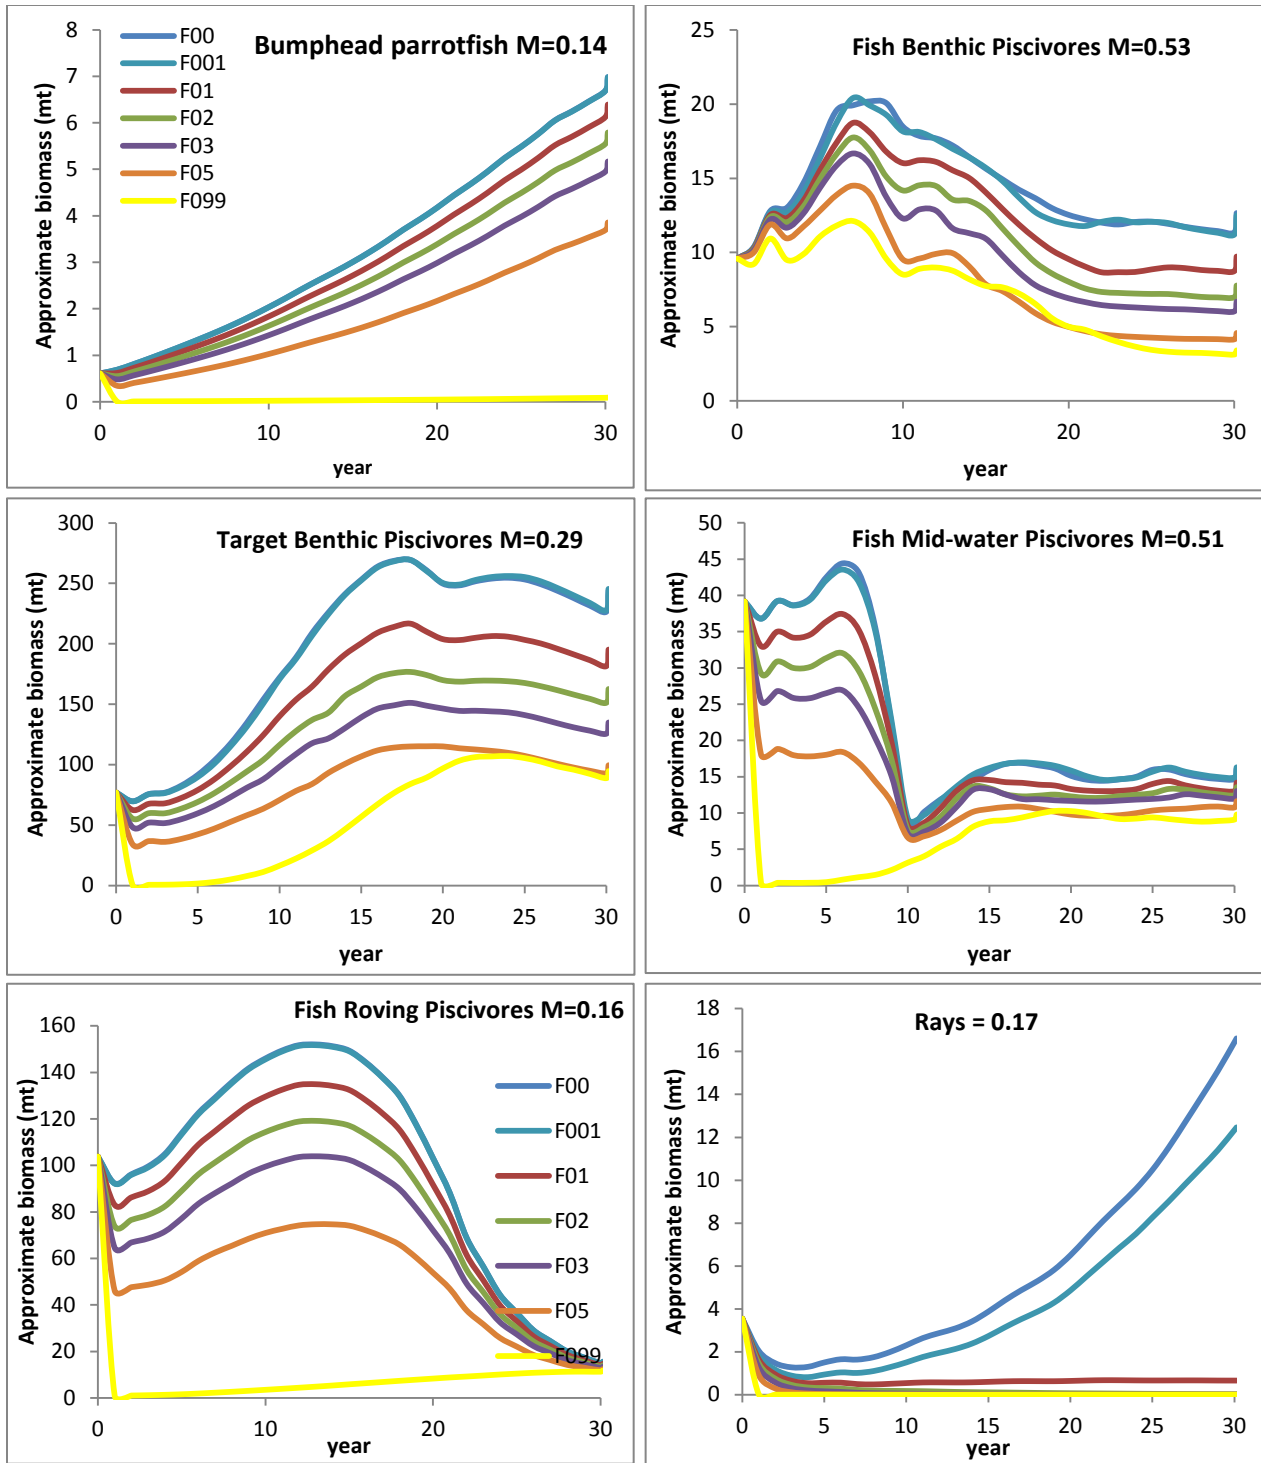 Bumphead parrotfish M=0.14
Approximate biomass (mt)
8
7
6
5
4
3
2
1
0
F00
F001
F01
F02
F03
F05
F099
0 10 20 30
year
Fish Benthic Piscivores M=0.53
Approximate biomass (mt)
25
20
15
10
5
0
0 10 20 30
year
Target Benthic Piscivores M=0.29
Approximate biomass (mt)
300
250
200
150
100
50
0
0 5 10 15 20 25 30
year
Fish Mid-water Piscivores M=0.51
Approximate biomass (mt)
50
45
40
35
30
25
20
15
10
5
0
0 5 10 15 20 25 30
year
Fish Roving Piscivores M=0.16
Approximate biomass (mt)
160
140
120
100
80
60
40
20
0
F00
F001
F01
F02
F03
F05
F099
0 10 20 30
year
Rays = 0.17
Approximate biomass (mt)
18
16
14
12
10
8
6
4
2
0
0 5 10 15 20 25 30
year